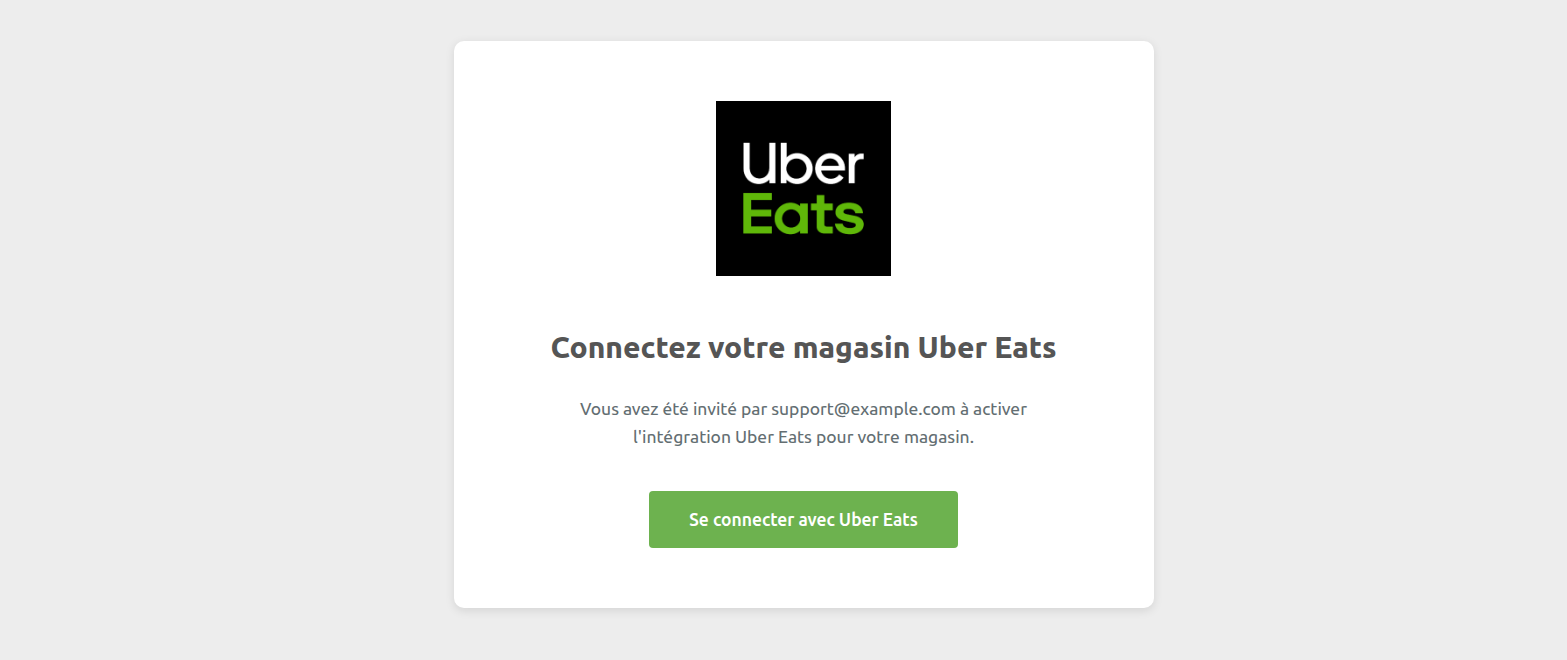 Uber
Eats
Connectez votre magasin Uber Eats
Vous avez été invité par support@example.com à activer
l'intégration Uber Eats pour votre magasin.
Se connecter avec Uber Eats